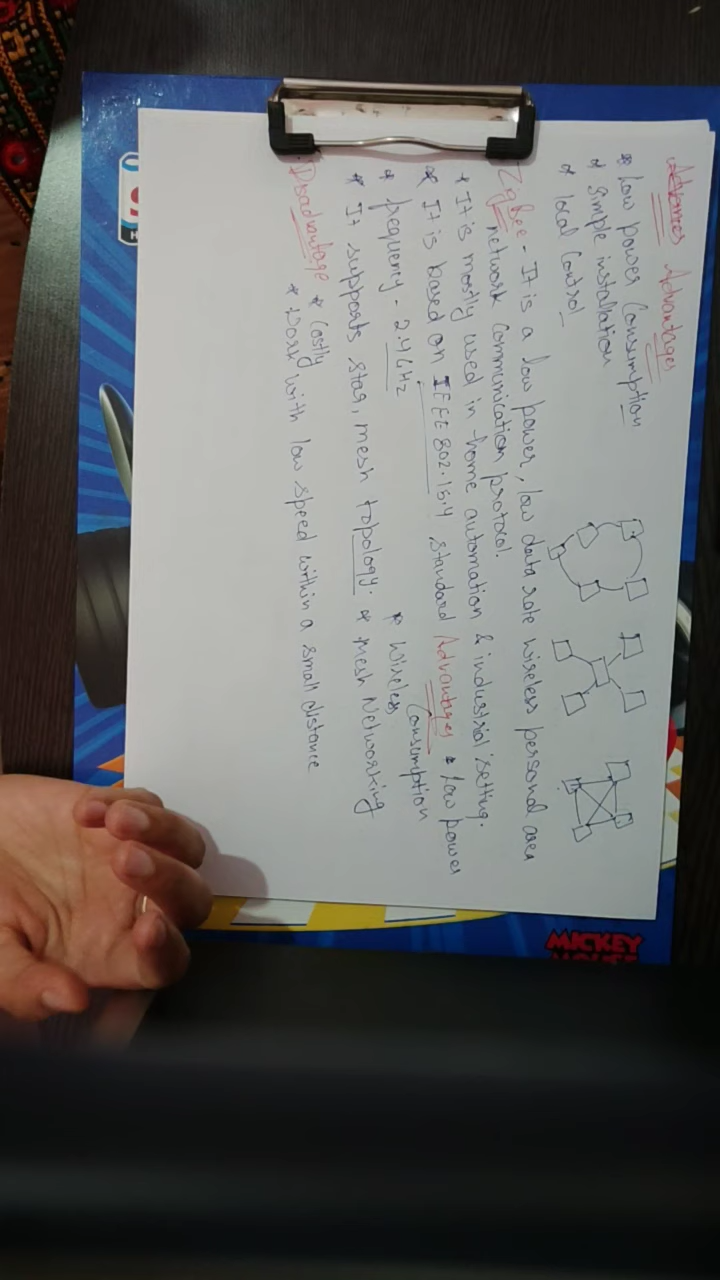 Advantages
* Low power Consumption
* Simple installation
* local Control
ZigBee - It is a low power, low data rate wireless personal area
network communication protocol.
* It is mostly used in home automation & industrial setting.
* It is based on IEEE 802.15.4 standard
* frequency - 2.4 GHz
* It supports star, mesh topology.
Advantages * low power
Consumption
* Wireless
* Mesh Networking
Disadvantage * Costly
* Work with low speed within a small distance
MICKEY